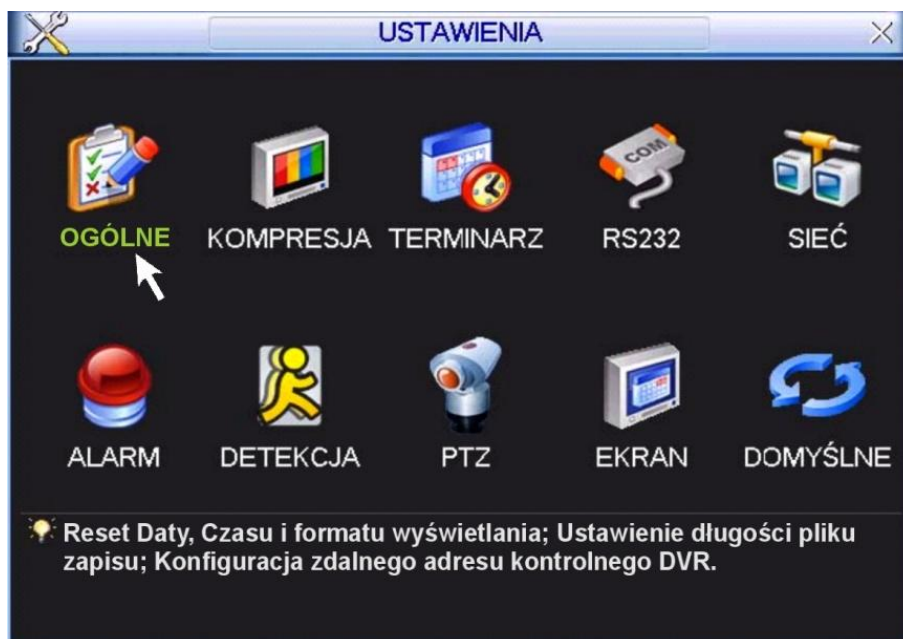 USTAWIENIA
OGÓLNE KOMPRESJA TERMINARZ RS232 SIEĆ
COM
ALARM DETEKCJA PTZ EKRAN DOMYŚLNE
Reset Daty, Czasu i formatu wyświetlania; Ustawienie długości pliku
zapisu; Konfiguracja zdalnego adresu kontrolnego DVR.